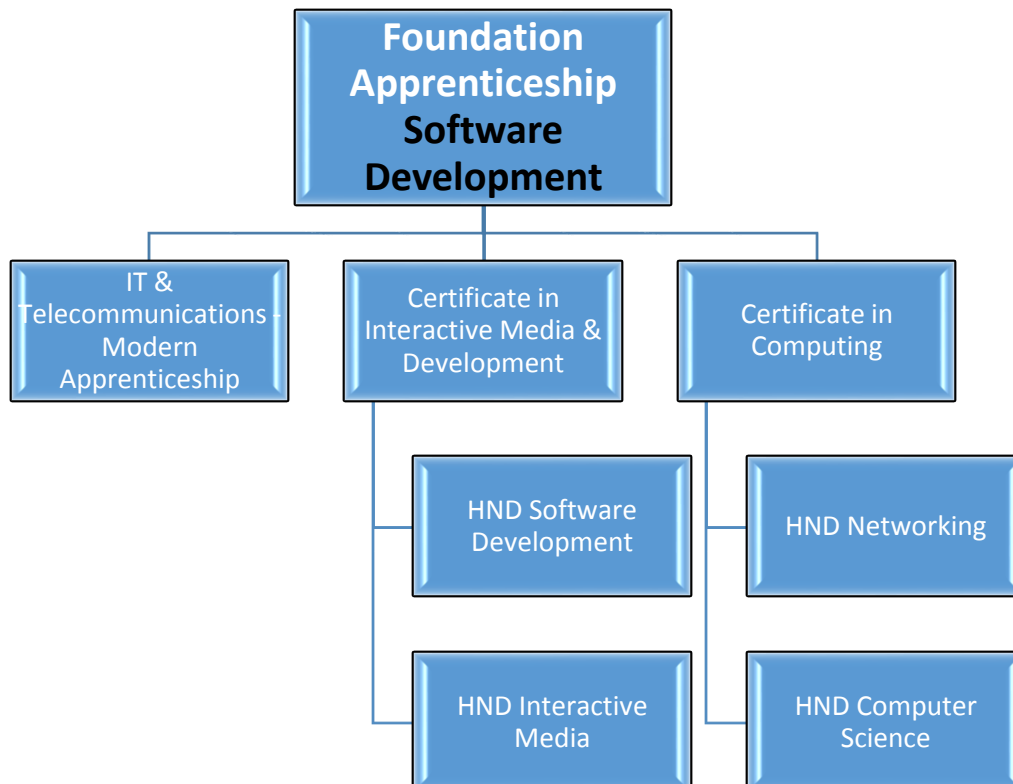 Foundation
Apprenticeship
Software
Development
IT &
Telecommunications -
Modern
Apprenticeship
Certificate in
Interactive Media &
Development
Certificate in
Computing
HND Software
Development
HND Networking
HND Interactive
Media
HND Computer
Science